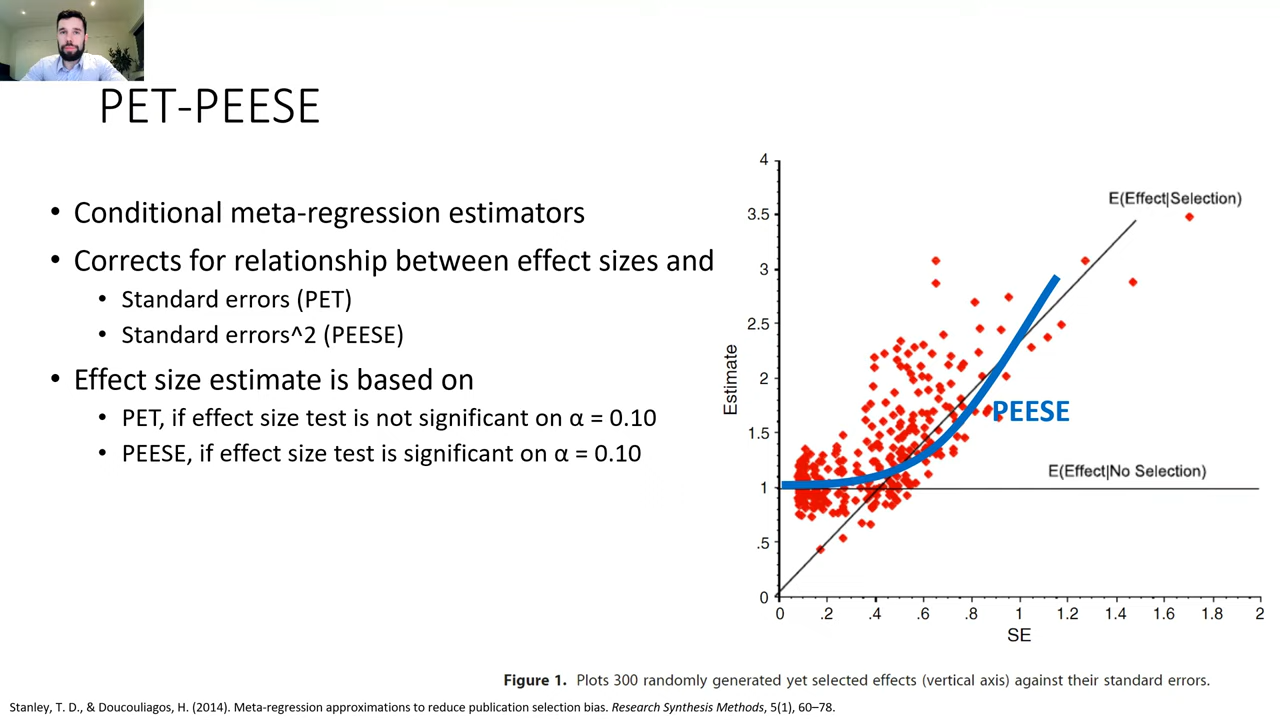 PET-PEESE
• Conditional meta-regression estimators
• Corrects for relationship between effect sizes and
• Standard errors (PET)
• Standard errors^2 (PEESE)
• Effect size estimate is based on
• PET, if effect size test is not significant on α = 0.10
• PEESE, if effect size test is significant on α = 0.10
4
3.5
3
2.5
2
1.5
1
.5
0
Estimate
E(Effect|Selection)
PEESE
E(Effect|No Selection)
0 .2 .4 .6 .8 1 1.2 1.4 1.6 1.8 2
SE
Figure 1. Plots 300 randomly generated yet selected effects (vertical axis) against their standard errors.
Stanley, T. D., & Doucouliagos, H. (2014). Meta-regression approximations to reduce publication selection bias. Research Synthesis Methods, 5(1), 60–78.